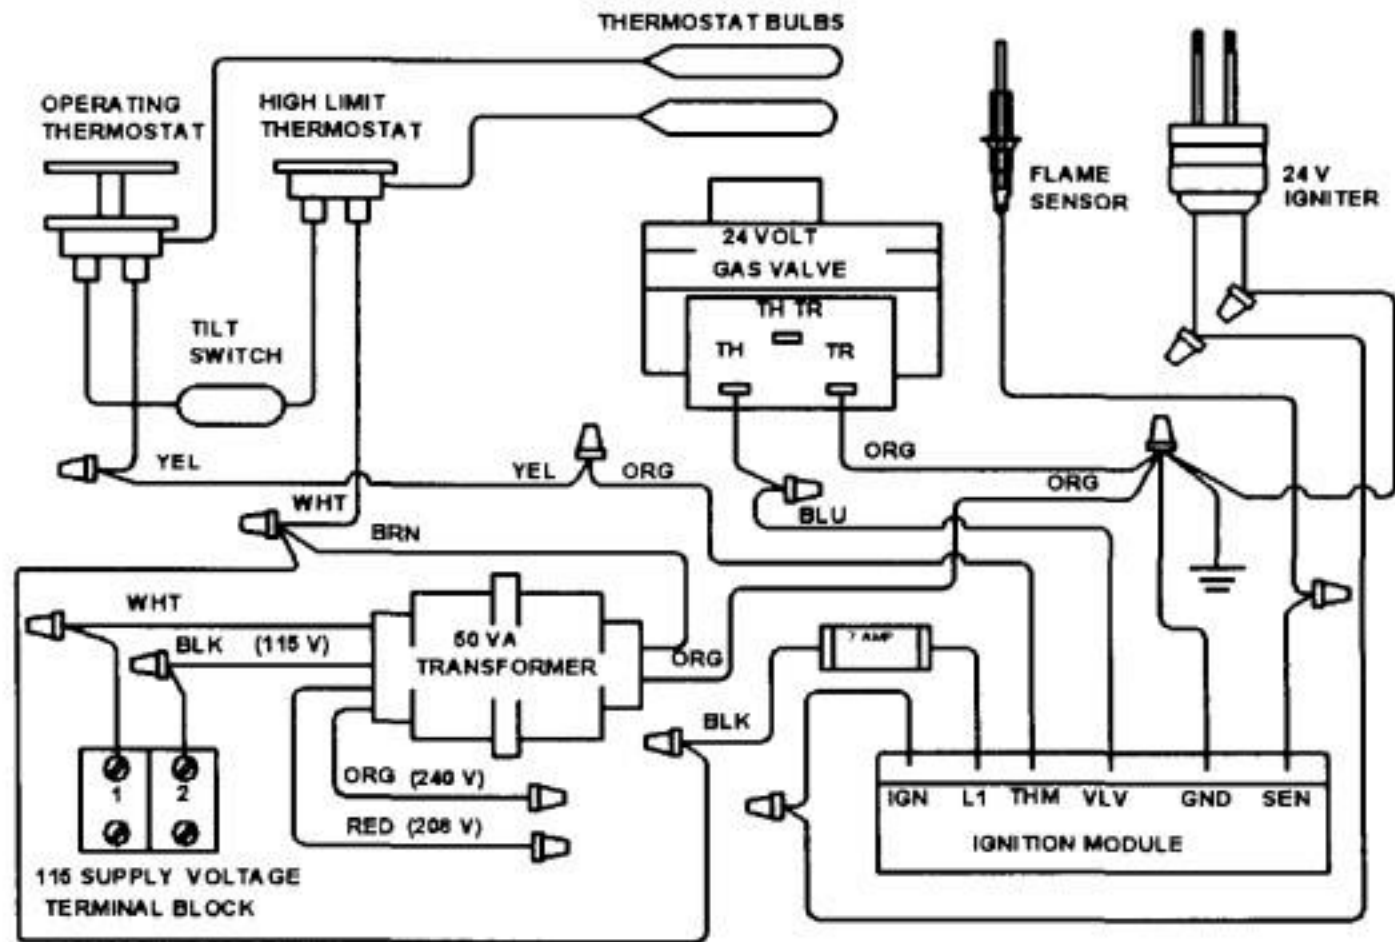 THERMOSTAT BULBS
OPERATING
THERMOSTAT
HIGH LIMIT
THERMOSTAT
FLAME
SENSOR
24 V
IGNITER
24 VOLT
GAS VALVE
TH TR
TH
TR
TILT
SWITCH
YEL
YEL
ORG
ORG
ORG
WHT
BRN
BLU
WHT
BLK (115 V)
50 VA
TRANSFORMER
ORG
7 AMP
BLK
ORG (240 V)
RED (208 V)
1
2
IGN
L1
THM
VLV
GND
SEN
IGNITION MODULE
115 SUPPLY VOLTAGE
TERMINAL BLOCK